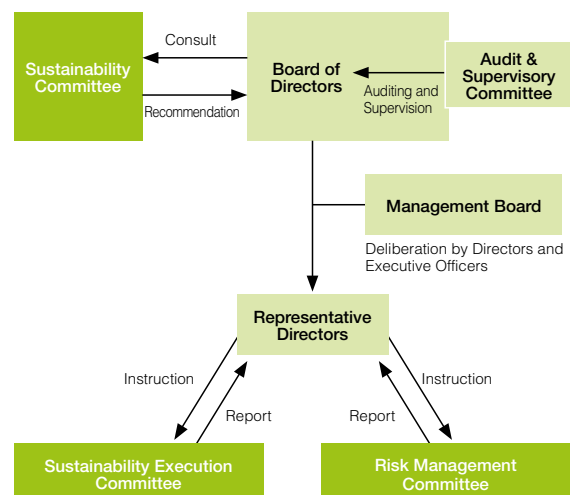 Sustainability
Committee
Consult
Recommendation
Board of
Directors
Auditing and
Supervision
Audit &
Supervisory
Committee
Management Board
Deliberation by Directors and
Executive Officers
Representative
Directors
Instruction
Report
Report
Instruction
Sustainability Execution
Committee
Risk Management
Committee